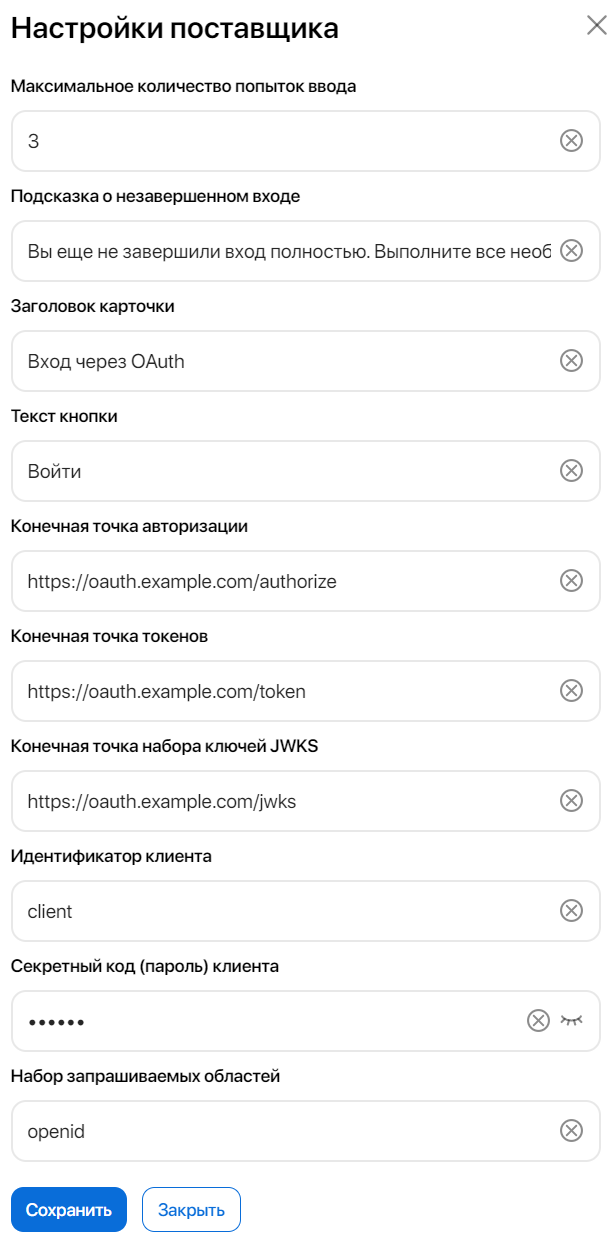 Настройки поставщика
Максимальное количество попыток ввода
3
Подсказка о незавершенном входе
Вы еще не завершили вход полностью. Выполните все необ
Заголовок карточки
Вход через OAuth
Текст кнопки
Войти
Конечная точка авторизации
https://oauth.example.com/authorize
Конечная точка токенов
https://oauth.example.com/token
Конечная точка набора ключей JWKS
https://oauth.example.com/jwks
Идентификатор клиента
client
Секретный код (пароль) клиента
••••••
Набор запрашиваемых областей
openid
Сохранить Закрыть